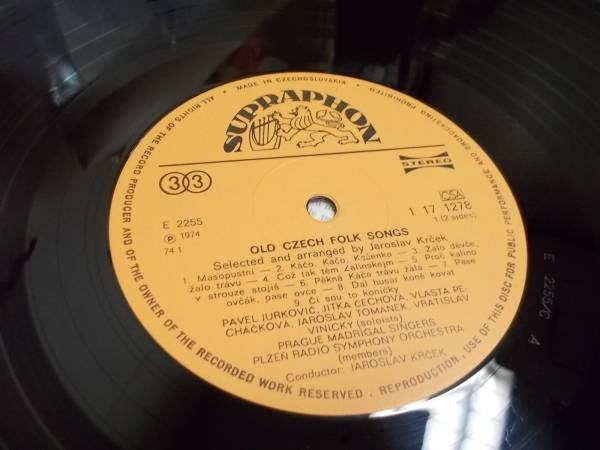 • MADE IN CZECHOSLOVAKIA •
ALL RIGHTS OF THE RECORD PRODUCER AND OF THE OWNER OF THE RECORDED WORK RESERVED . REPRODUCTION, USE OF THIS DISC FOR PUBLIC PERFORMANCE AND BROADCASTING PROHIBITED
SUPRAPHON
STEREO
33
E 2255
Ⓟ 1974
74 1
OSA
1 17 1278
1 (2 sides)
OLD CZECH FOLK SONGS
Selected and arranged by Jaroslav Krček
1. Masopustní — 2. Káčo, Káčo, Kačenko — 3. Žalo děvče,
žalo trávu — 4. Což tak těm Zálinskejm — 5. Proč kalino
v strouze stojíš — 6. Pěkná Káča trávu žala — 7. Pase
ovčák, pase ovce — 8. Dal husar koně kovat
9. Čí sou to koníčky
PAVEL JURKOVIČ, JITKA ČECHOVÁ, VLASTA PE-
CHÁČKOVÁ, JAROSLAV TOMÁNEK, VRATISLAV
VINICKÝ (soloists)
PRAGUE MADRIGAL SINGERS
PLZEŇ RADIO SYMPHONY ORCHESTRA
(members)
Conductor: JAROSLAV KRČEK
E 2255/C A